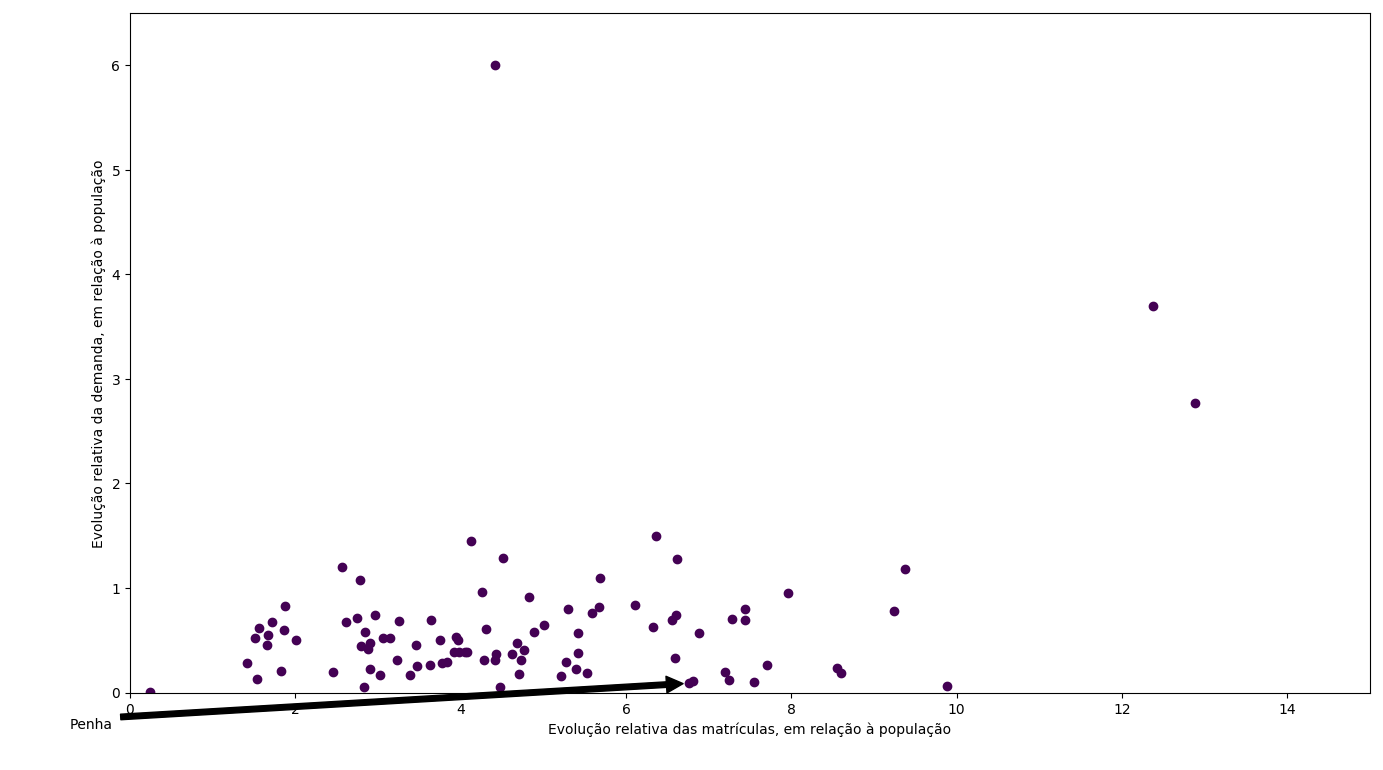 6
5
4
3
2
1
0
Evolução relativa da demanda, em relação à população
0 2 4 6 8 10 12 14
Penha
Evolução relativa das matrículas, em relação à população